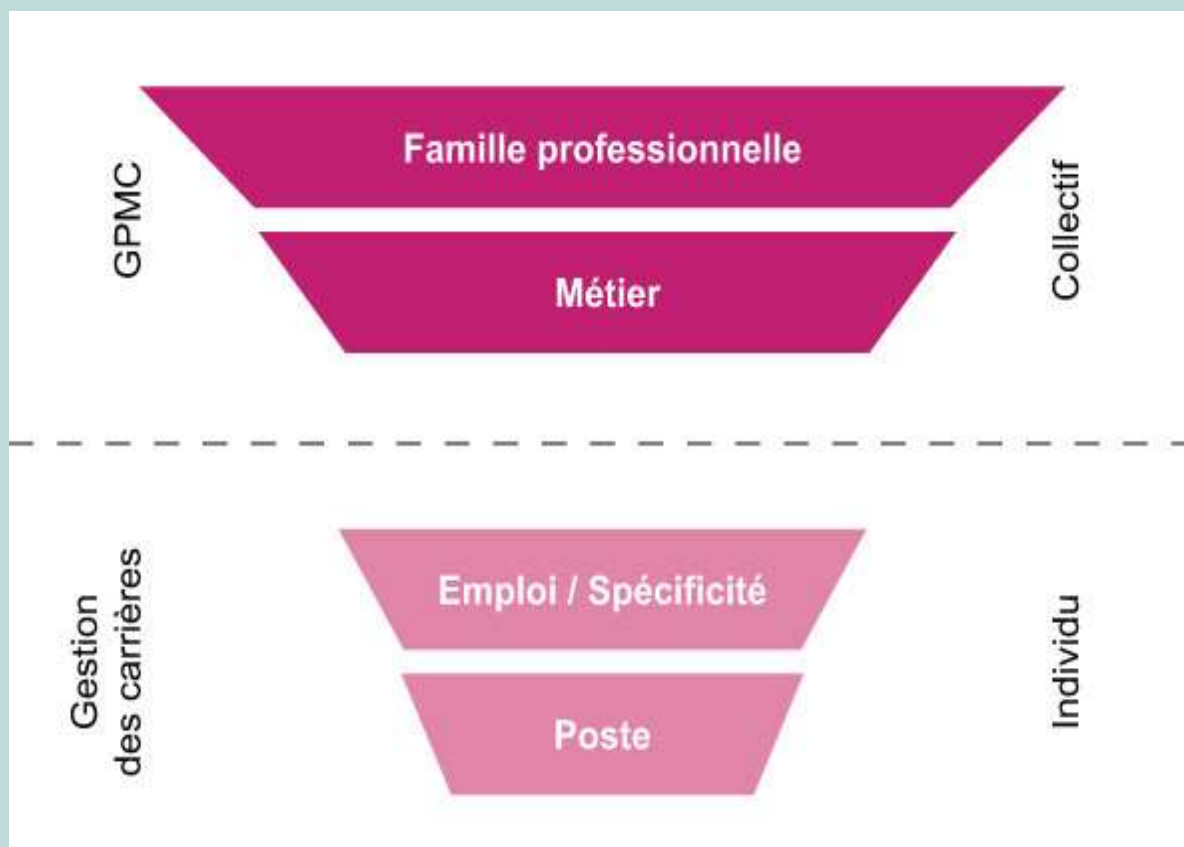 Famille professionnelle
GPMC
Collectif
Métier
Emploi / Spécificité
Gestion
des carrières
Individu
Poste